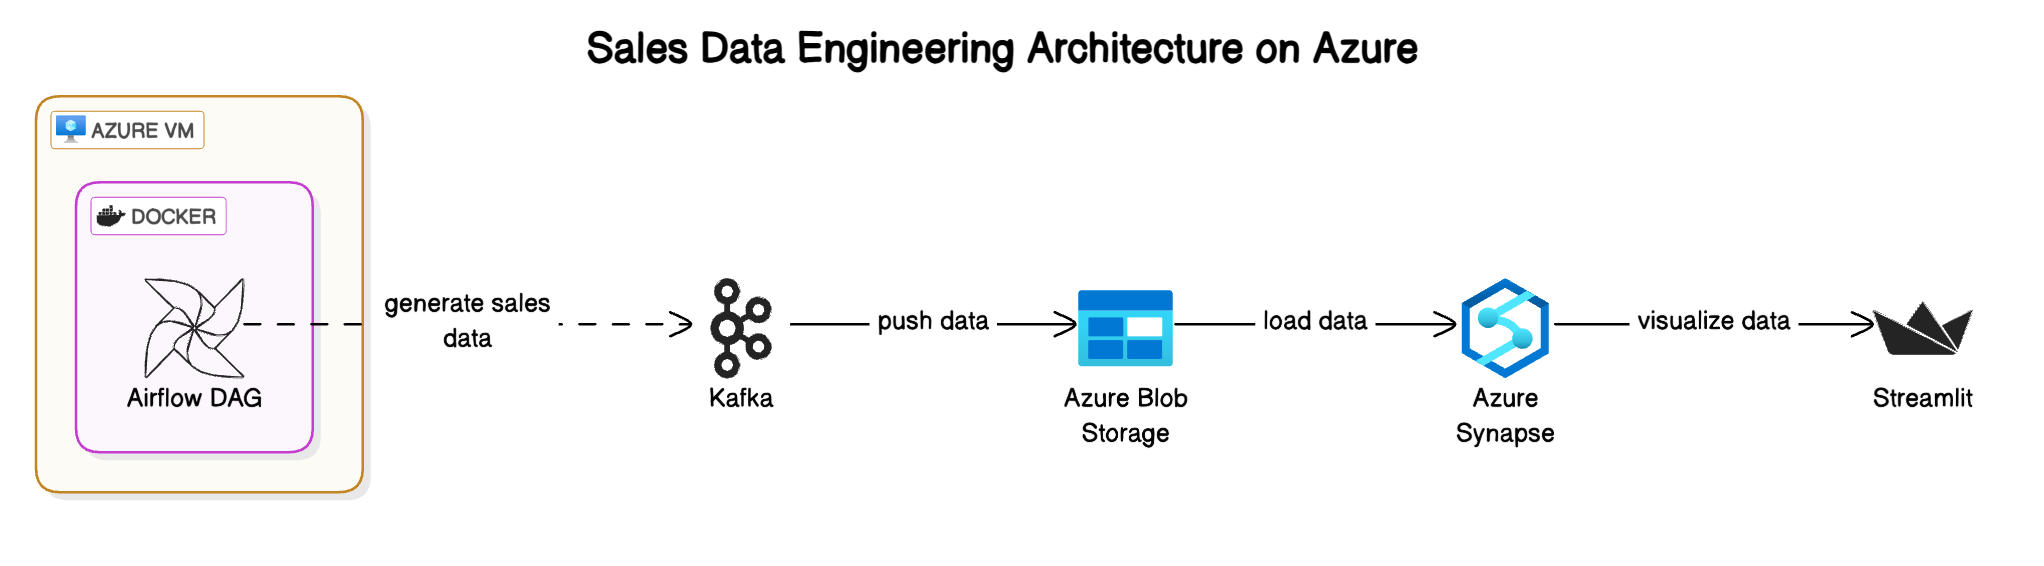 Sales Data Engineering Architecture on Azure
AZURE VM
DOCKER
Airflow DAG
generate sales
data
Kafka
push data
Azure Blob
Storage
load data
Azure
Synapse
visualize data
Streamlit